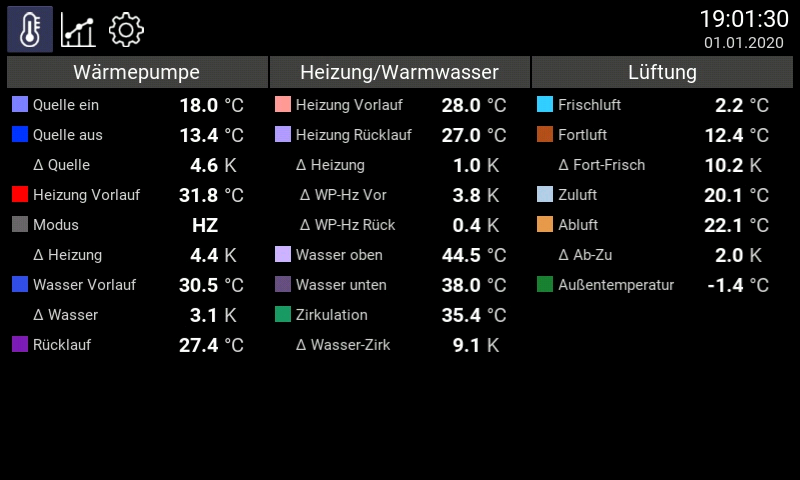 19:01:30
01.01.2020
Wärmepumpe
Quelle ein 18.0 °C
Quelle aus 13.4 °C
Δ Quelle 4.6 K
Heizung Vorlauf 31.8 °C
Modus HZ
Δ Heizung 4.4 K
Wasser Vorlauf 30.5 °C
Δ Wasser 3.1 K
Rücklauf 27.4 °C
Heizung/Warmwasser
Heizung Vorlauf 28.0 °C
Heizung Rücklauf 27.0 °C
Δ Heizung 1.0 K
Δ WP-Hz Vor 3.8 K
Δ WP-Hz Rück 0.4 K
Wasser oben 44.5 °C
Wasser unten 38.0 °C
Zirkulation 35.4 °C
Δ Wasser-Zirk 9.1 K
Lüftung
Frischluft 2.2 °C
Fortluft 12.4 °C
Δ Fort-Frisch 10.2 K
Zuluft 20.1 °C
Abluft 22.1 °C
Δ Ab-Zu 2.0 K
Außentemperatur -1.4 °C